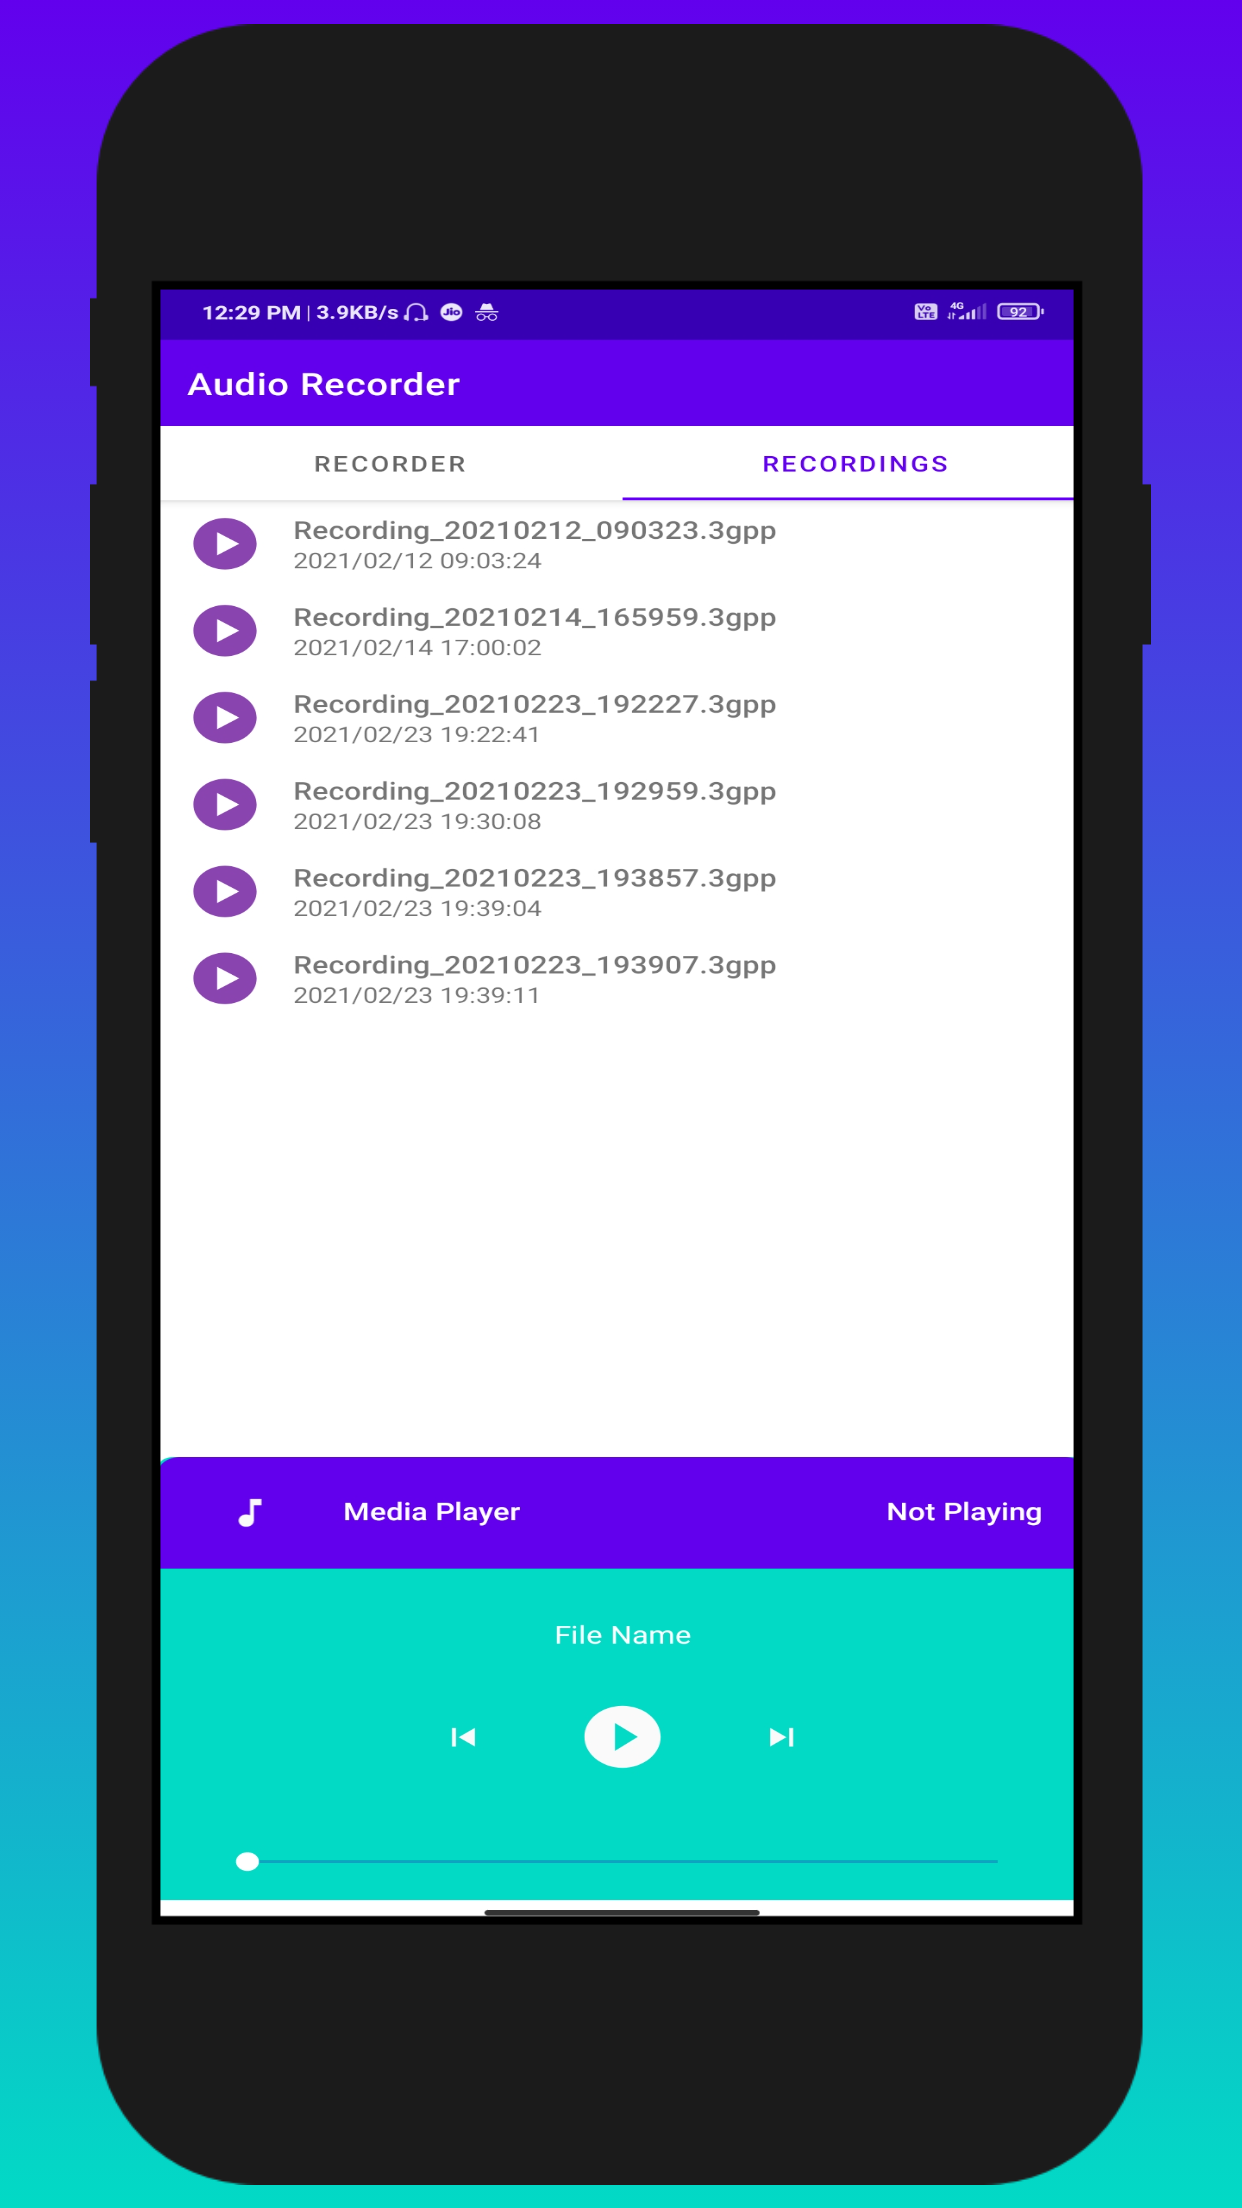 12:29 PM | 3.9KB/s Jio Vo LTE 4G 92
Audio Recorder
RECORDER RECORDINGS
Recording_20210212_090323.3gpp
2021/02/12 09:03:24
Recording_20210214_165959.3gpp
2021/02/14 17:00:02
Recording_20210223_192227.3gpp
2021/02/23 19:22:41
Recording_20210223_192959.3gpp
2021/02/23 19:30:08
Recording_20210223_193857.3gpp
2021/02/23 19:39:04
Recording_20210223_193907.3gpp
2021/02/23 19:39:11
Media Player Not Playing
File Name